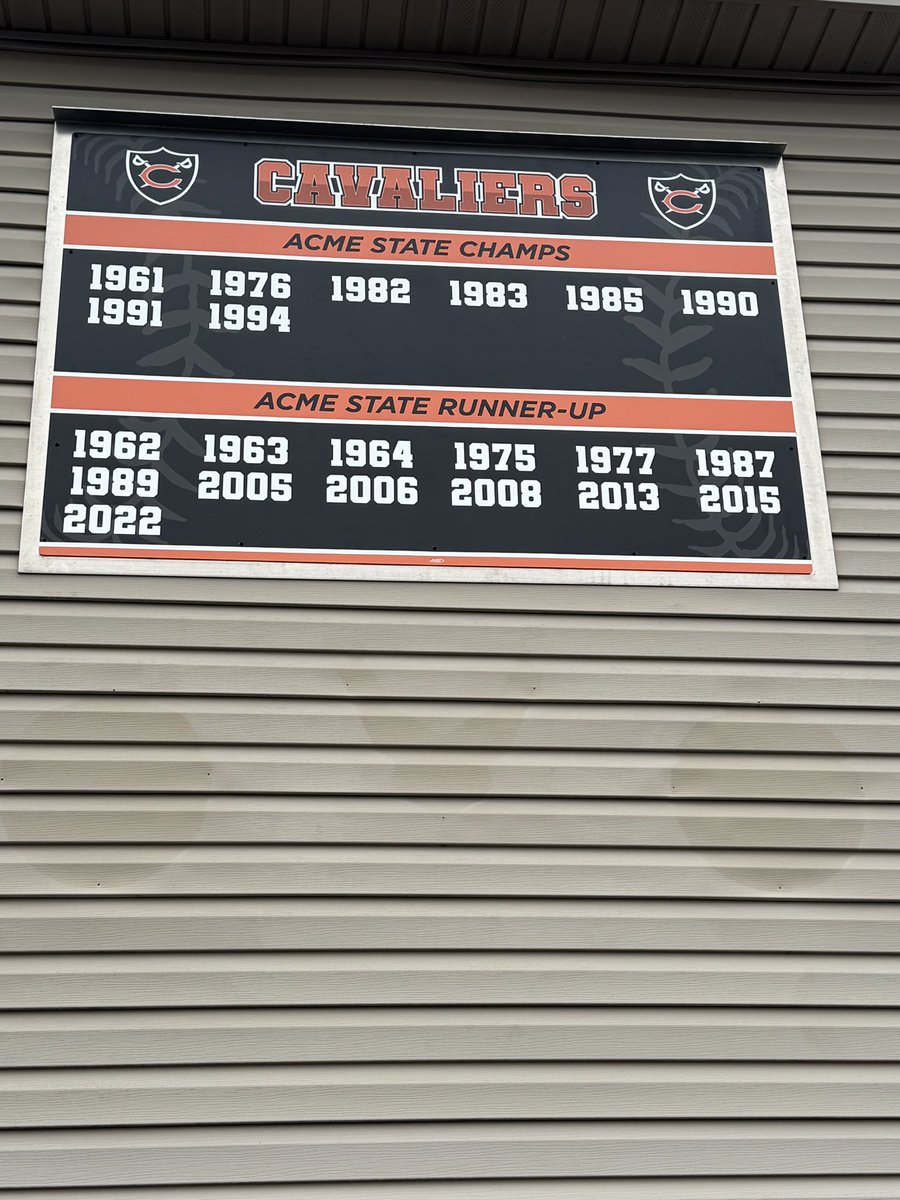 C CAVALIERS C
ACME STATE CHAMPS
1961 1976 1982 1983 1985 1990
1991 1994
ACME STATE RUNNER-UP
1962 1963 1964 1975 1977 1987
1989 2005 2006 2008 2013 2015
2022